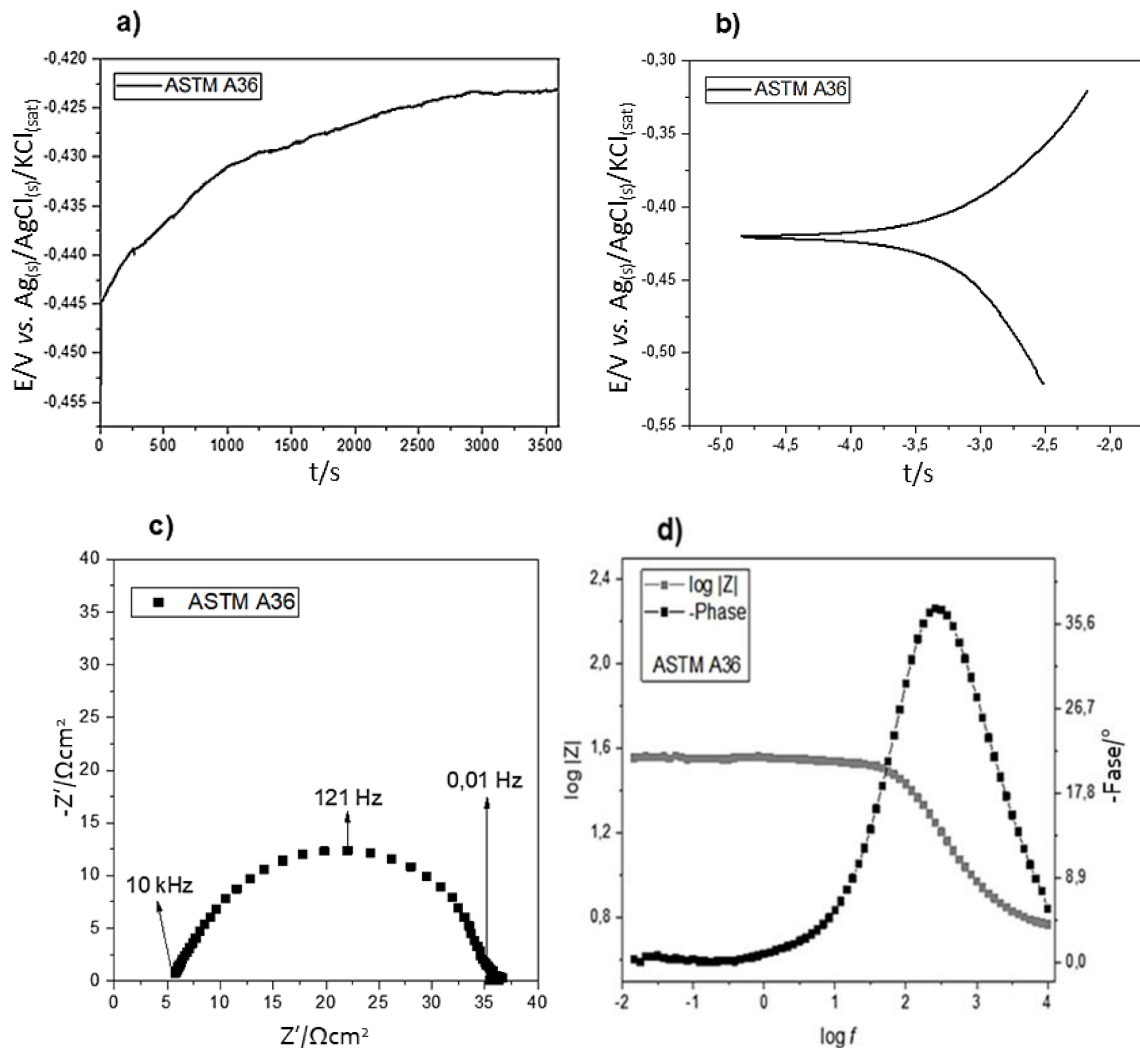 a)
ASTM A36
E/V vs. Ag(s)/AgCl(s)/KCl(sat)
-0,420
-0,425
-0,430
-0,435
-0,440
-0,445
-0,450
-0,455
0 500 1000 1500 2000 2500 3000 3500
t/s
b)
ASTM A36
E/V vs. Ag(s)/AgCl(s)/KCl(sat)
-0,30
-0,35
-0,40
-0,45
-0,50
-0,55
-5,0 -4,5 -4,0 -3,5 -3,0 -2,5 -2,0
t/s
c)
ASTM A36
-Z'/Ωcm²
40
35
30
25
20
15
10
5
0
10 kHz
121 Hz
0,01 Hz
0 5 10 15 20 25 30 35 40
Z'/Ωcm²
d)
log |Z|
-Phase
ASTM A36
log |Z|
2,4
2,0
1,6
1,2
0,8
35,6
26,7
17,8
8,9
0,0
-Fase/°
-2 -1 0 1 2 3 4
log f